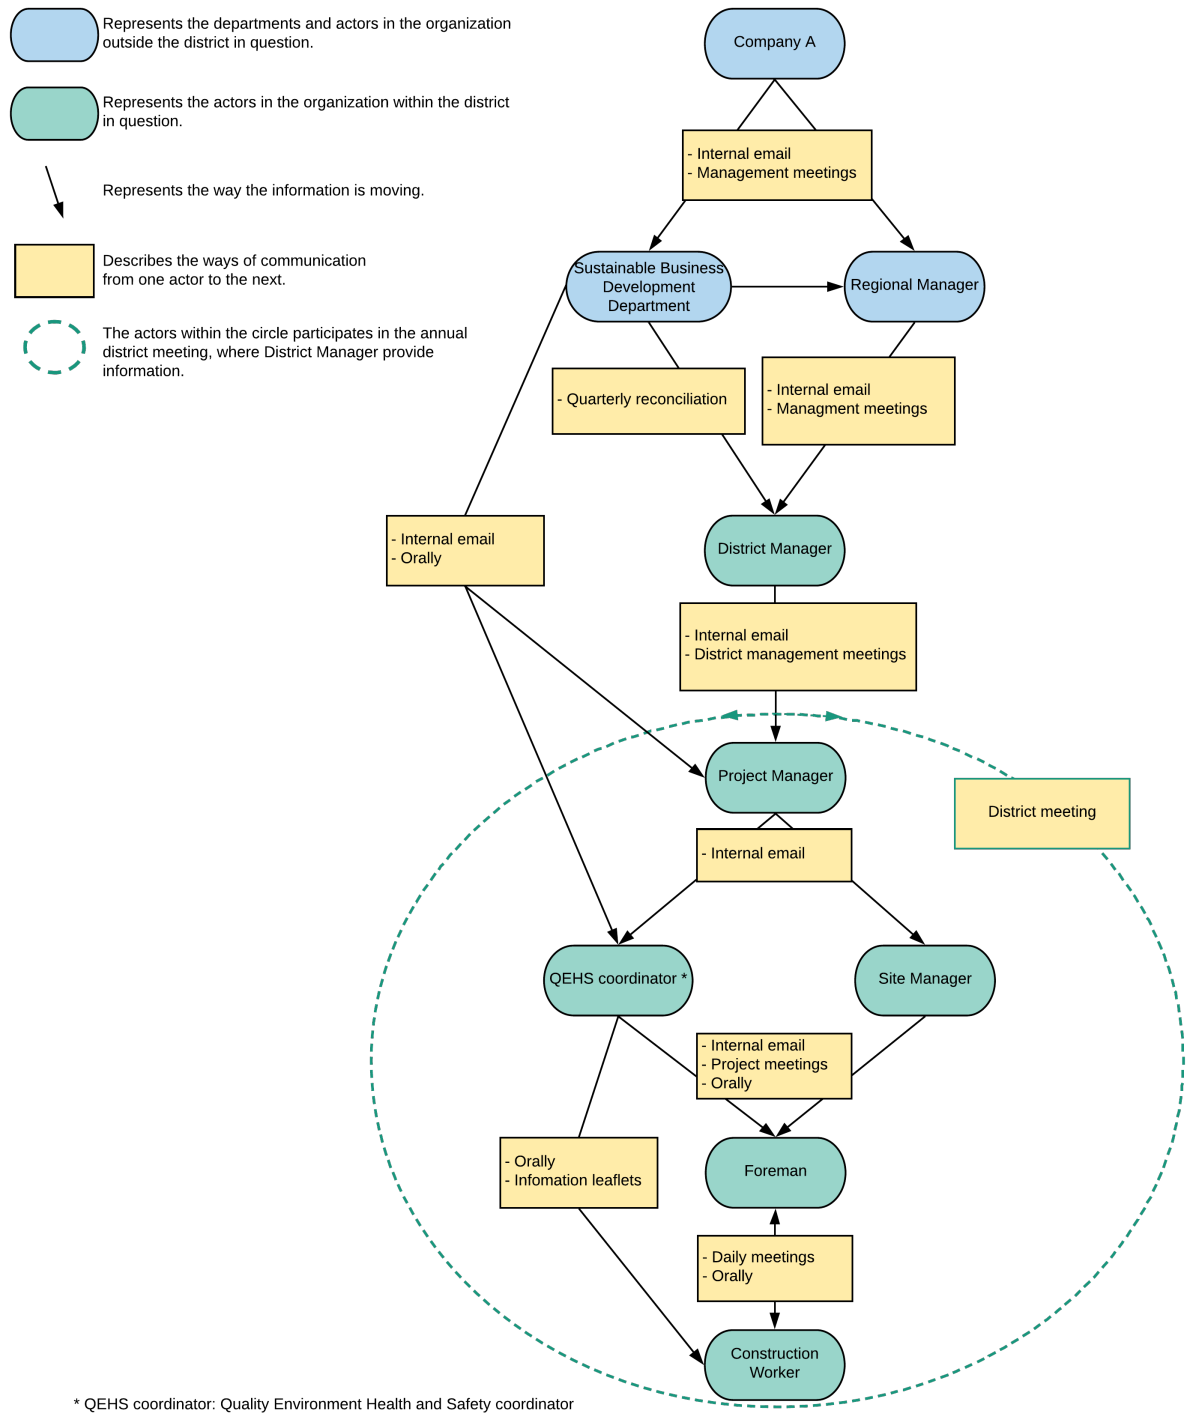 Represents the departments and actors in the organization
outside the district in question.
Represents the actors in the organization within the district
in question.
Represents the way the information is moving.
Describes the ways of communication
from one actor to the next.
The actors within the circle participates in the annual
district meeting, where District Manager provide
information.
Company A
- Internal email
- Management meetings
Sustainable Business
Development
Department
Regional Manager
- Quarterly reconciliation
- Internal email
- Managment meetings
- Internal email
- Orally
District Manager
- Internal email
- District management meetings
Project Manager
District meeting
- Internal email
QEHS coordinator *
Site Manager
- Internal email
- Project meetings
- Orally
- Orally
- Infomation leaflets
Foreman
- Daily meetings
- Orally
Construction
Worker
* QEHS coordinator: Quality Environment Health and Safety coordinator